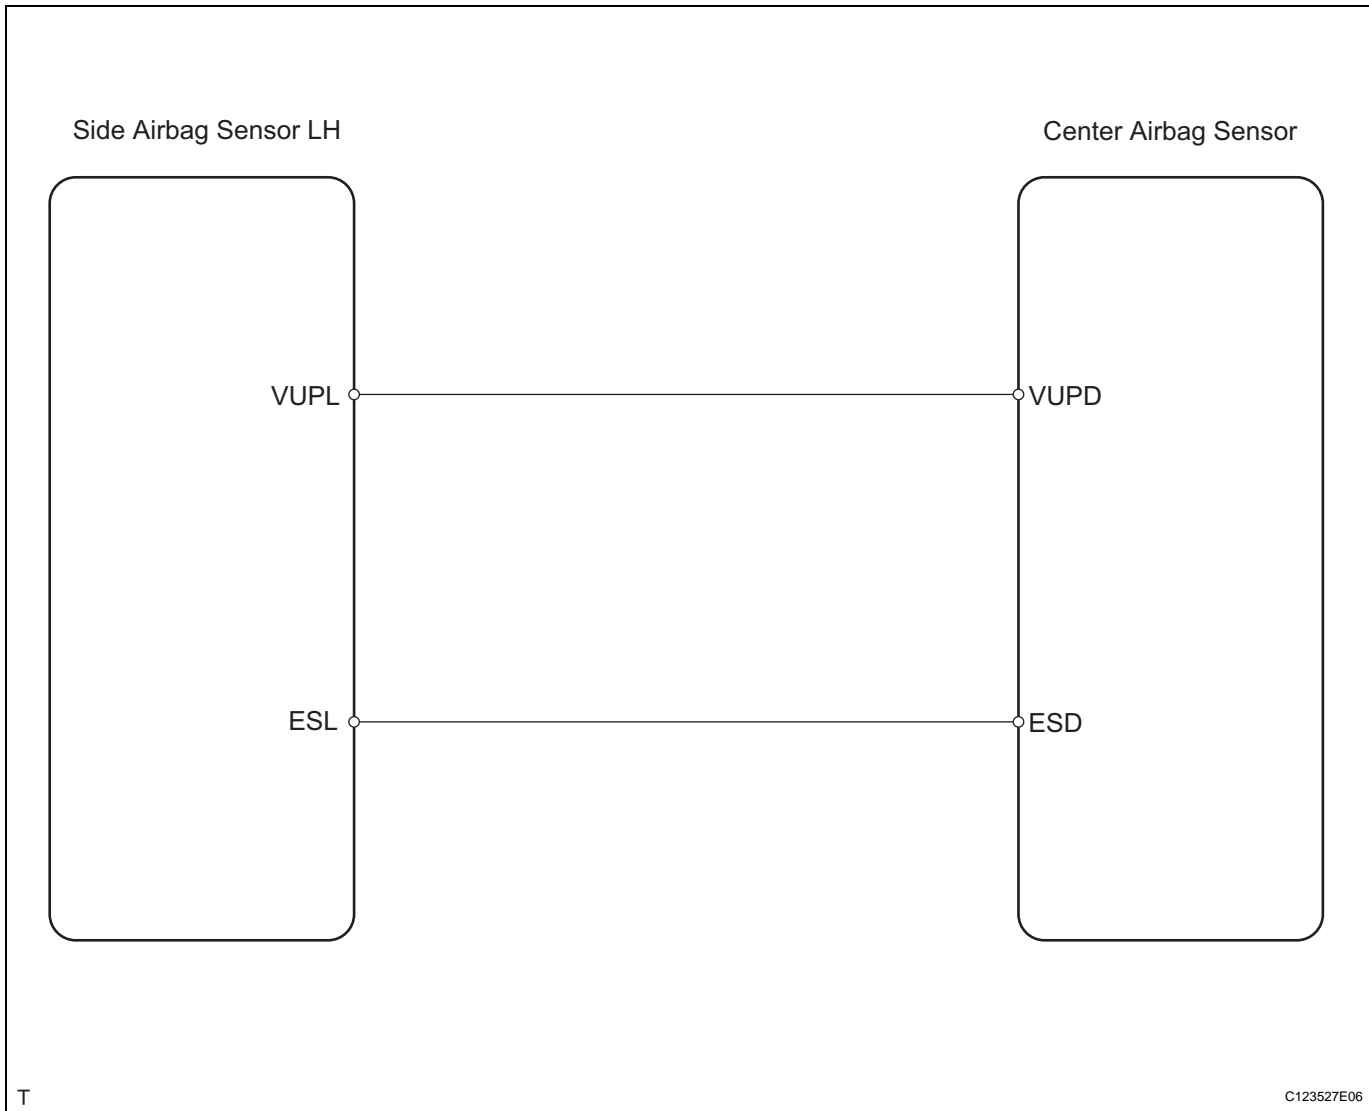 Side Airbag Sensor LH
Center Airbag Sensor
VUPL
VUPD
ESL
ESD
T
C123527E06